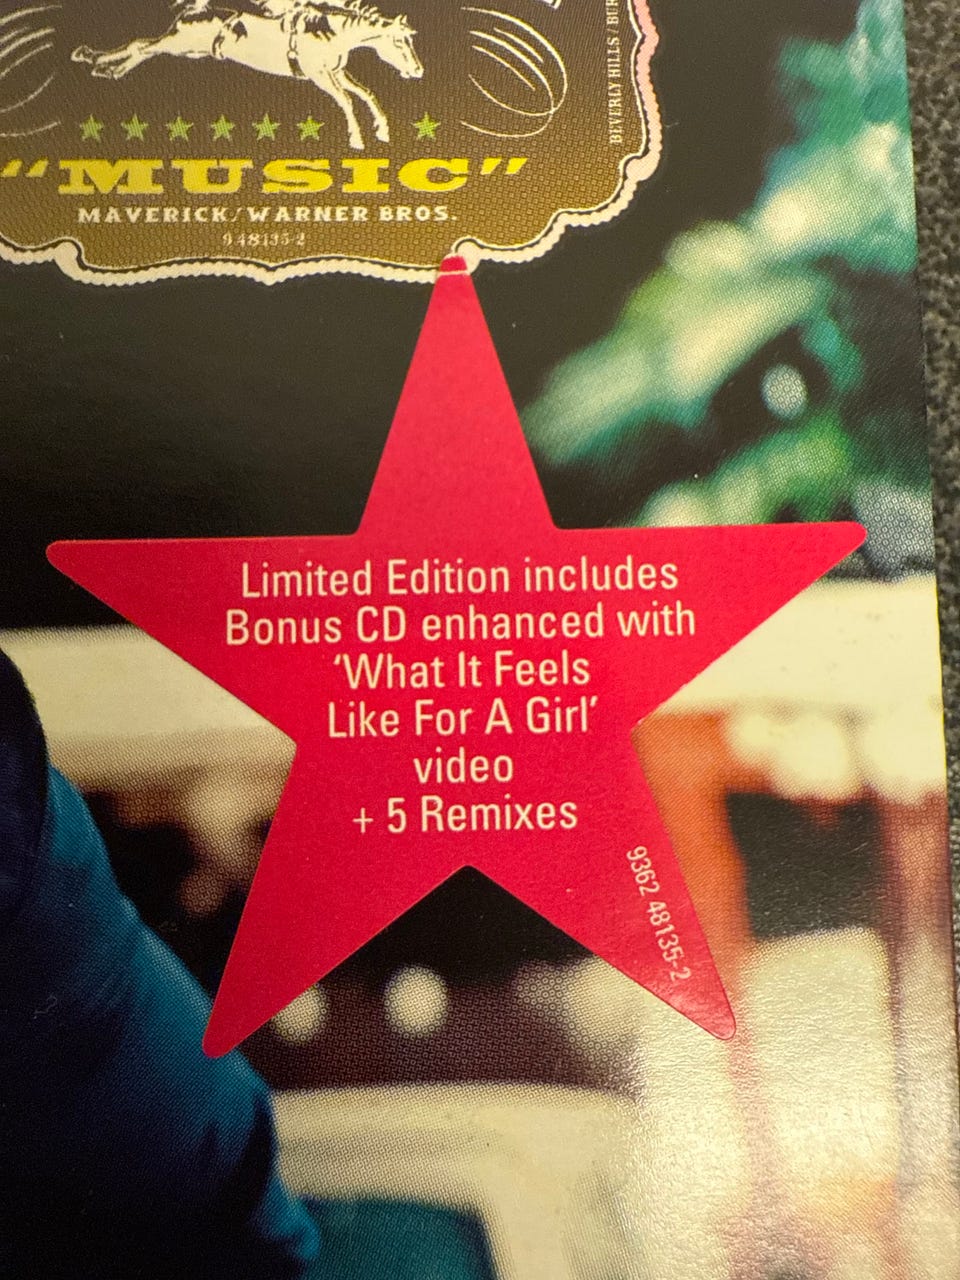 "MUSIC"
MAVERICK/WARNER BROS.
9 48135-2
BEVERLY HILLS /
Limited Edition includes
Bonus CD enhanced with
‘What It Feels
Like For A Girl’
video
+ 5 Remixes
9362 48135-2